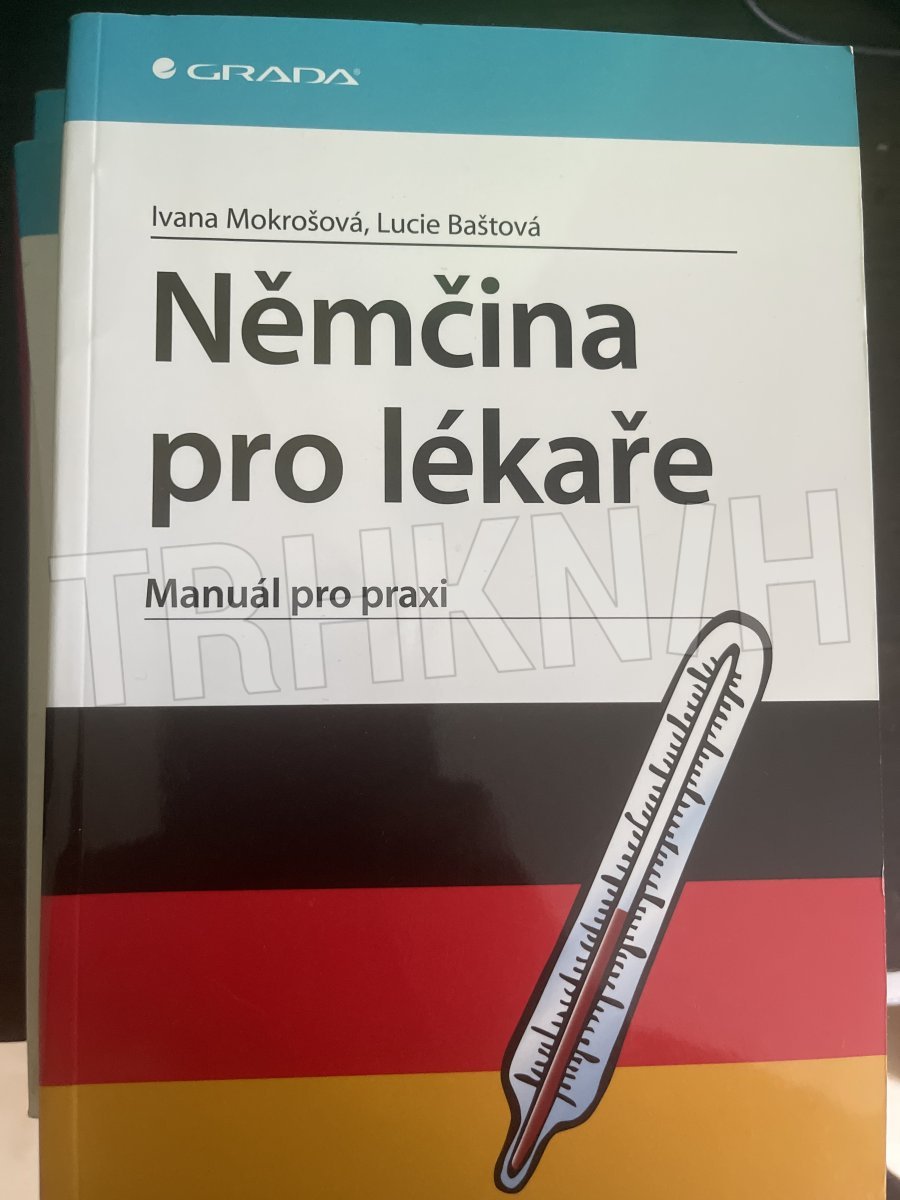 GRADA®
Ivana Mokrošová, Lucie Baštová
Němčina
pro lékaře
Manuál pro praxi
TRHKNIH